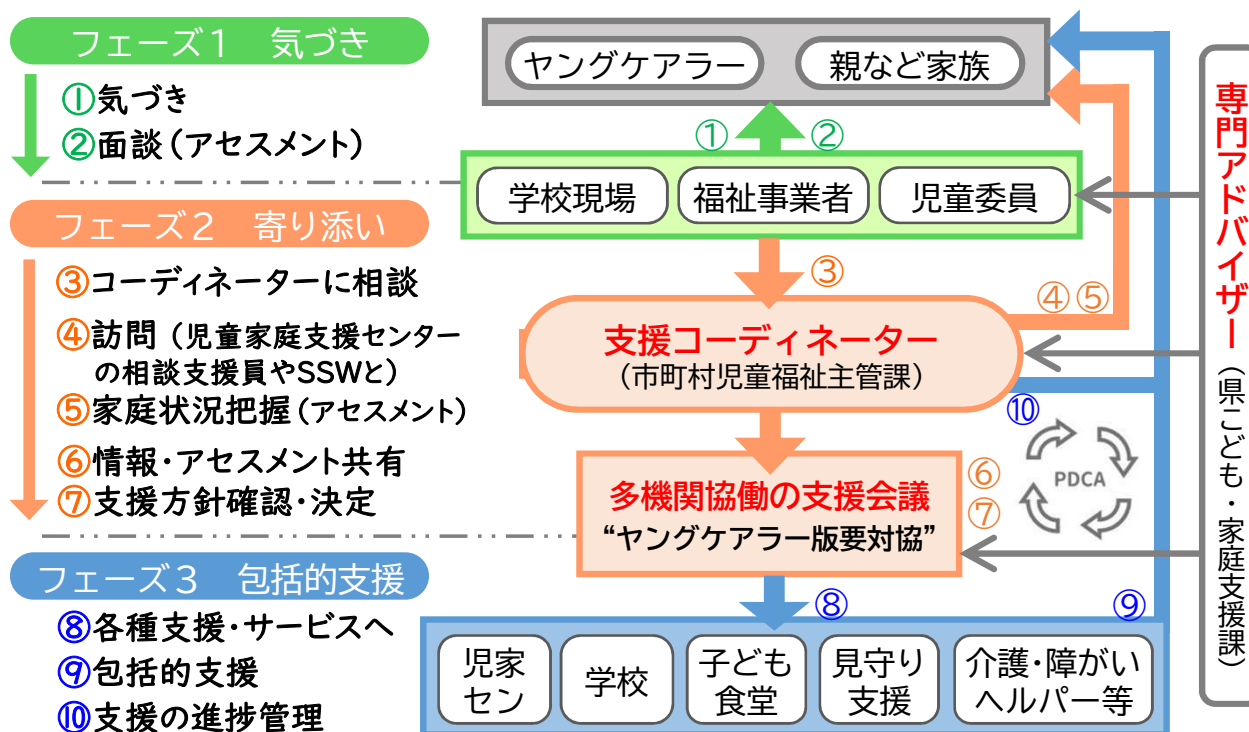 フェーズ1　気づき
①気づき
②面談(アセスメント)
フェーズ2　寄り添い
③コーディネーターに相談
④訪問(児童家庭支援センター
の相談支援員やSSWと)
⑤家庭状況把握(アセスメント)
⑥情報・アセスメント共有
⑦支援方針確認・決定
フェーズ3　包括的支援
⑧各種支援・サービスへ
⑨包括的支援
⑩支援の進捗管理
ヤングケアラー
親など家族
①
②
学校現場
福祉事業者
児童委員
③
④⑤
支援コーディネーター
(市町村児童福祉主管課)
⑩
PDCA
多機関協働の支援会議
“ヤングケアラー版要対協”
⑥
⑦
⑧
⑨
児家
セン
学校
子ども
食堂
見守り
支援
介護・障がい
ヘルパー等
専門アドバイザー(県こども・家庭支援課)